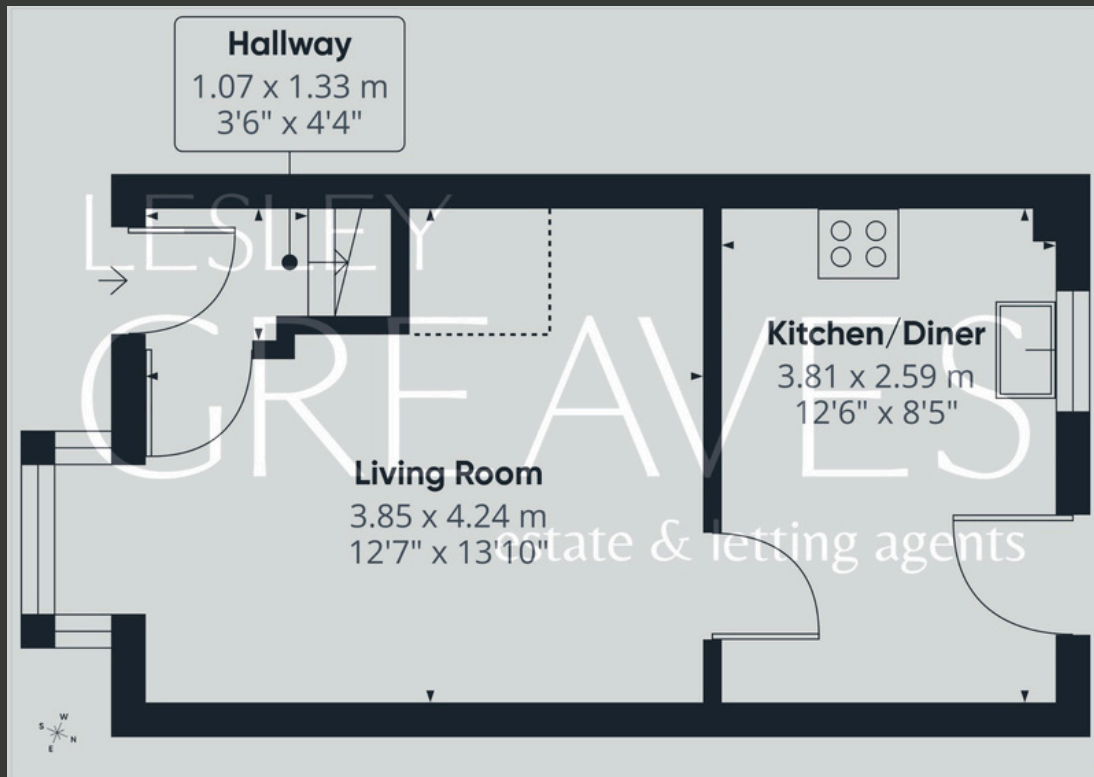 Hallway
1.07 x 1.33 m
3'6" x 4'4"
LESLEY
GREAVES
estate & letting agents
Kitchen/Diner
3.81 x 2.59 m
12'6" x 8'5"
Living Room
3.85 x 4.24 m
12'7" x 13'10"
W
S
N
E